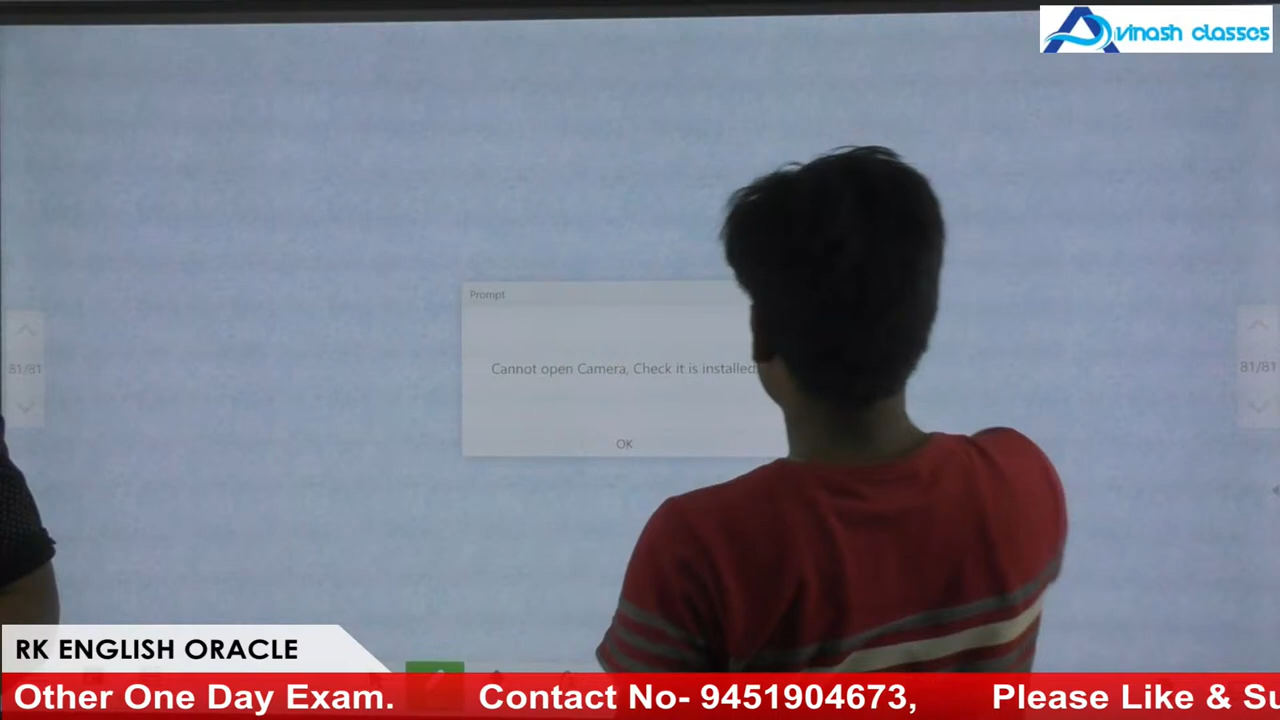 vinash classes
Prompt
81/81
Cannot open Camera, Check it is installed.
81/81
OK
RK ENGLISH ORACLE
Other One Day Exam. Contact No- 9451904673, Please Like & Su